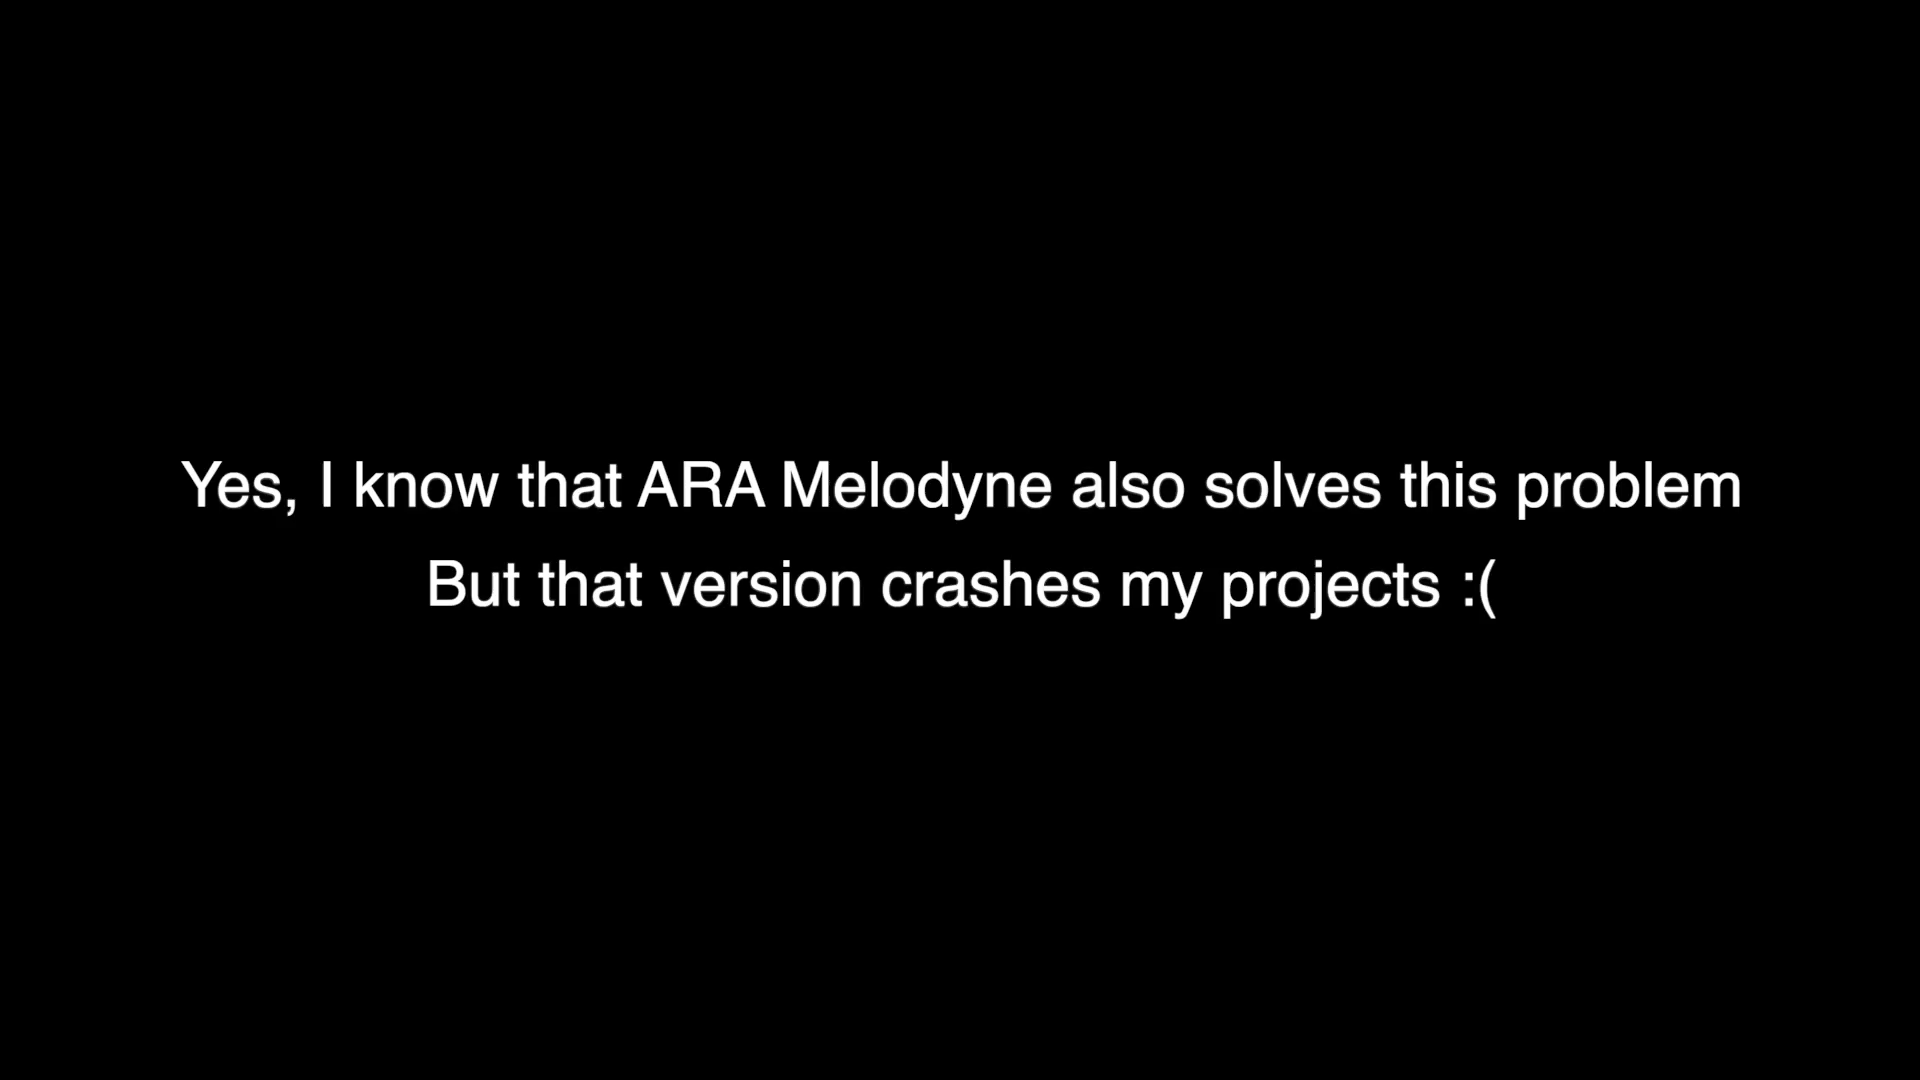 Yes, I know that ARA Melodyne also solves this problem
But that version crashes my projects :(